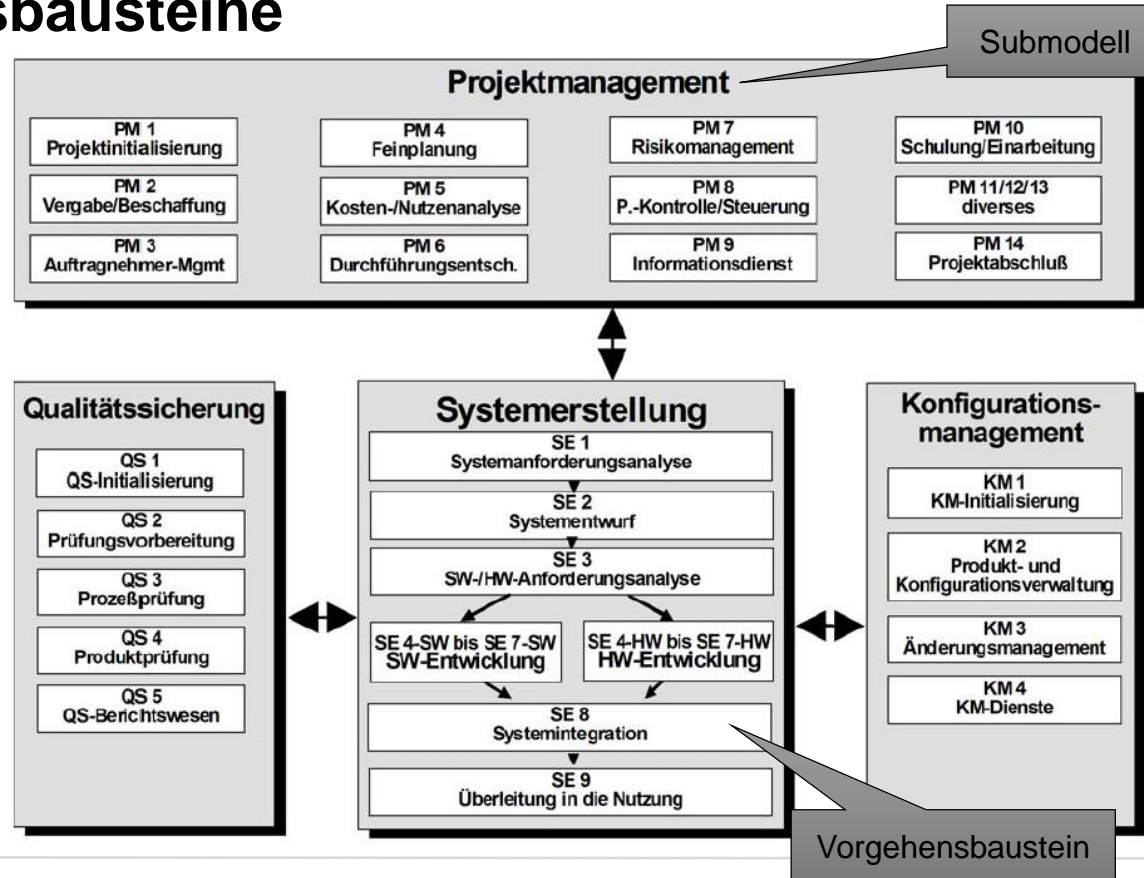 sbausteine
Submodell
Projektmanagement
PM 1
Projektinitialisierung
PM 2
Vergabe/Beschaffung
PM 3
Auftragnehmer-Mgmt
PM 4
Feinplanung
PM 5
Kosten-/Nutzenanalyse
PM 6
Durchführungsentsch.
PM 7
Risikomanagement
PM 8
P.-Kontrolle/Steuerung
PM 9
Informationsdienst
PM 10
Schulung/Einarbeitung
PM 11/12/13
diverses
PM 14
Projektabschluß
Qualitätssicherung
QS 1
QS-Initialisierung
QS 2
Prüfungsvorbereitung
QS 3
Prozeßprüfung
QS 4
Produktprüfung
QS 5
QS-Berichtswesen
Systemerstellung
SE 1
Systemanforderungsanalyse
SE 2
Systementwurf
SE 3
SW-/HW-Anforderungsanalyse
SE 4-SW bis SE 7-SW
SW-Entwicklung
SE 4-HW bis SE 7-HW
HW-Entwicklung
SE 8
Systemintegration
SE 9
Überleitung in die Nutzung
Konfigurations-
management
KM 1
KM-Initialisierung
KM 2
Produkt- und
Konfigurationsverwaltung
KM 3
Änderungsmanagement
KM 4
KM-Dienste
Vorgehensbaustein